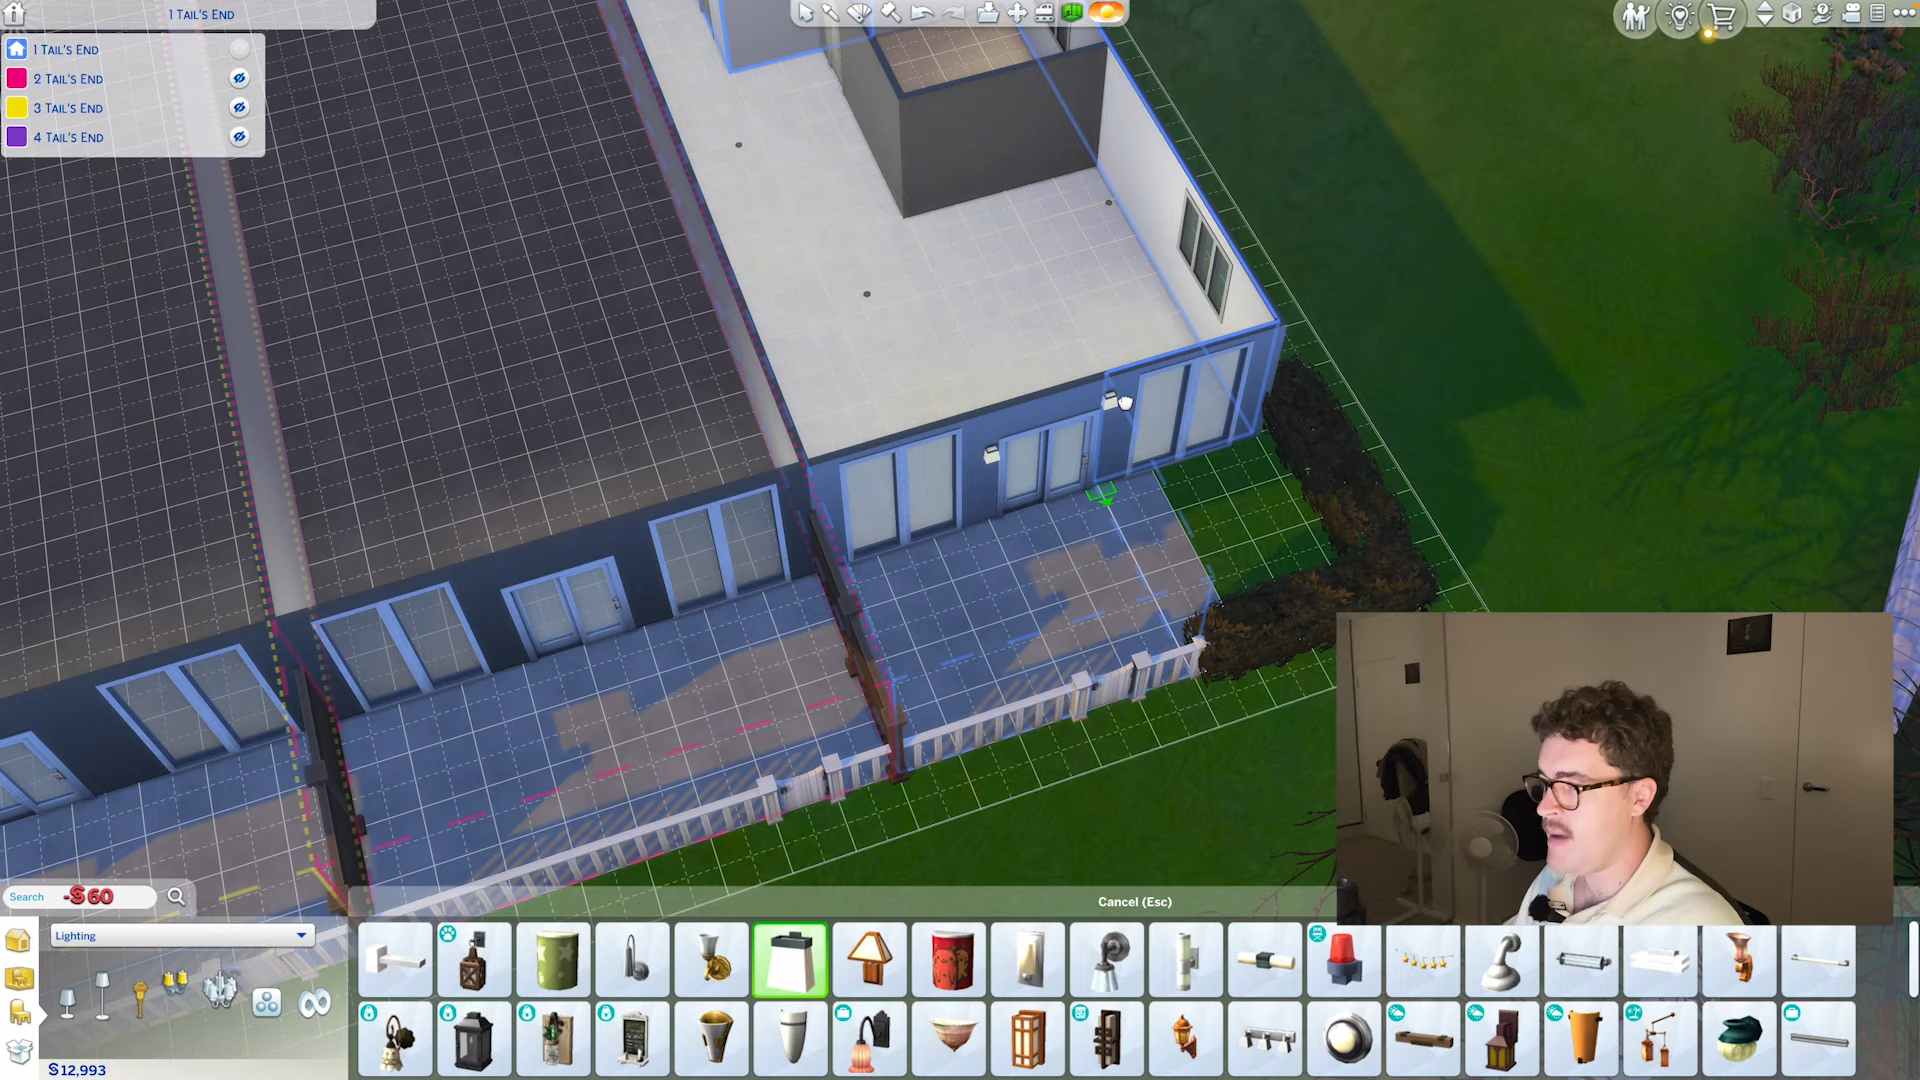 1 Tail's End
1 Tail's End
2 Tail's End
3 Tail's End
4 Tail's End
Search
-§60
Cancel (Esc)
Lighting
§12,993